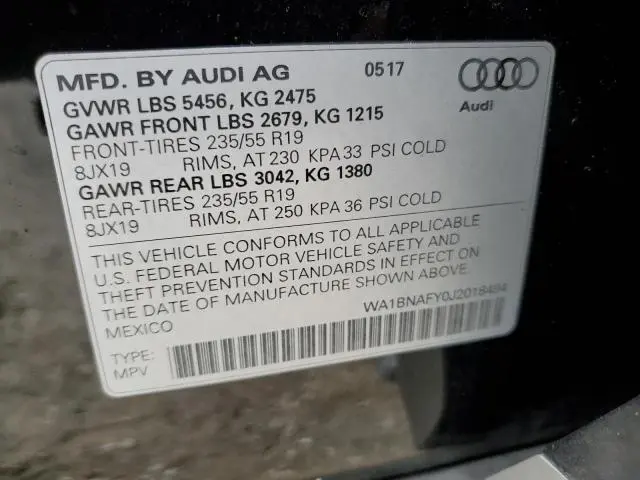 MFD. BY AUDI AG 0517
GVWR LBS 5456, KG 2475
GAWR FRONT LBS 2679, KG 1215
FRONT-TIRES 235/55 R19
8JX19 RIMS, AT 230 KPA 33 PSI COLD
GAWR REAR LBS 3042, KG 1380
REAR-TIRES 235/55 R19
8JX19 RIMS, AT 250 KPA 36 PSI COLD
Audi
THIS VEHICLE CONFORMS TO ALL APPLICABLE
U.S. FEDERAL MOTOR VEHICLE SAFETY AND
THEFT PREVENTION STANDARDS IN EFFECT ON
THE DATE OF MANUFACTURE SHOWN ABOVE.
MEXICO
WA1BNAFY0J2018484
TYPE:
MPV